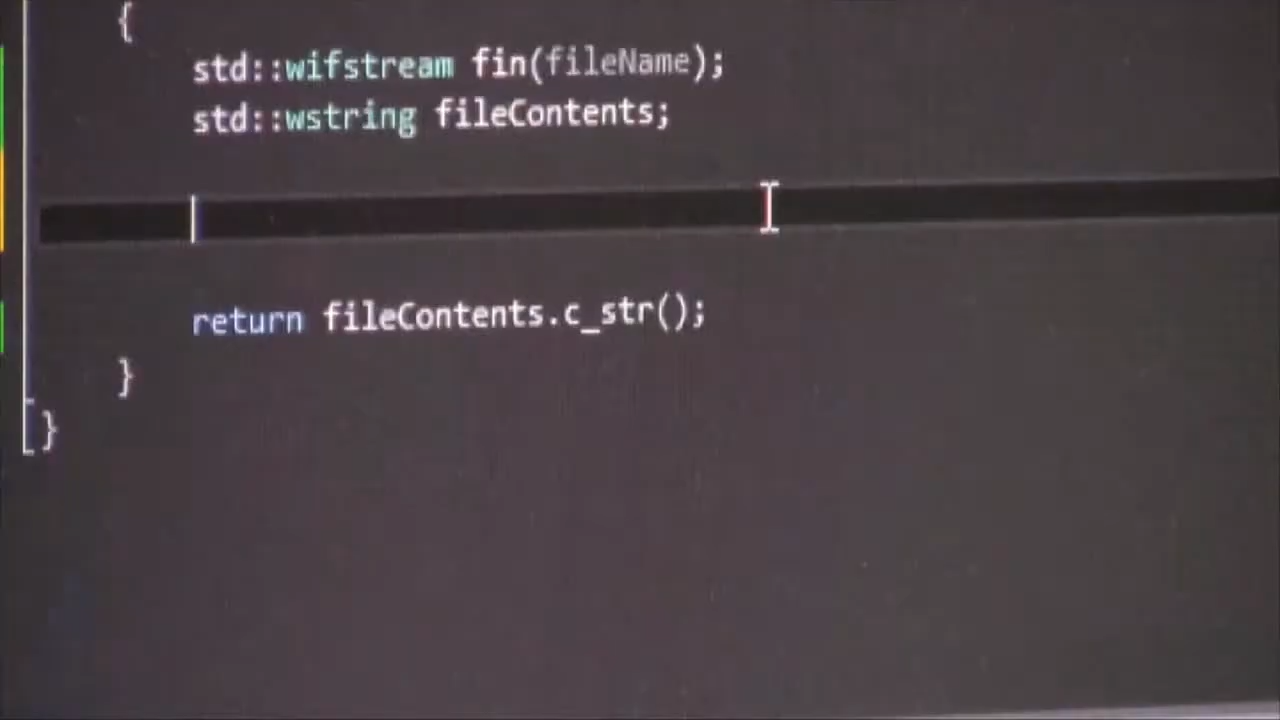 {
std::wifstream fin(fileName);
std::wstring fileContents;
return fileContents.c_str();
}
}